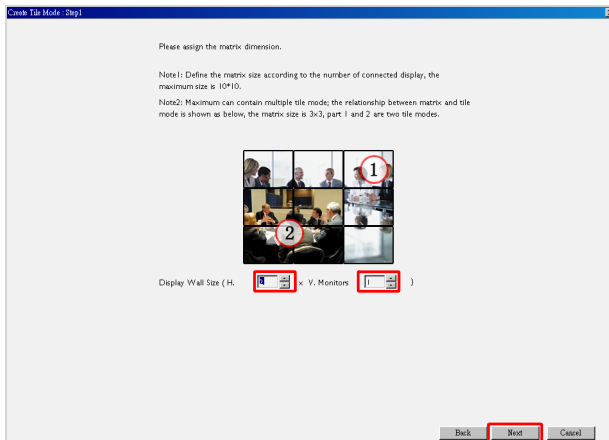 Create Tile Mode : Step1
Please assign the matrix dimension.
Note1: Define the matrix size according to the number of connected display, the
maximum size is 10*10.
Note2: Maximum can contain multiple tile mode; the relationship between matrix and tile
mode is shown as below, the matrix size is 3x3, part 1 and 2 are two tile modes.
1
2
Display Wall Size ( H. x V. Monitors 1 )
Back Next Cancel